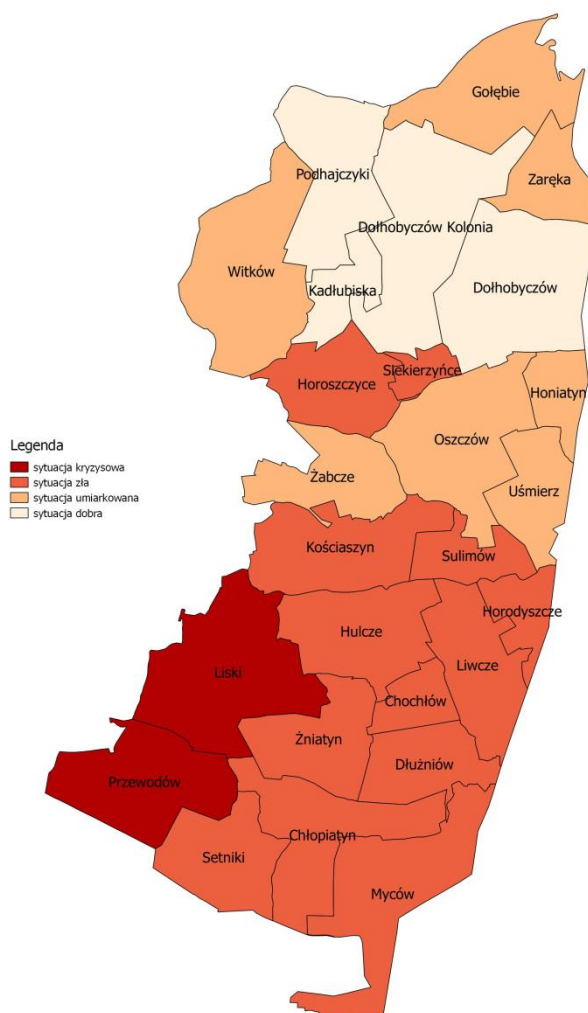 Gołębie
Zaręka
Podhajczyki
Dołhobyczów Kolonia
Witków
Kadłubiska
Dołhobyczów
Siekierzyńce
Horoszczyce
Honiatyn
Oszczów
Legenda
sytuacja kryzysowa
sytuacja zła
sytuacja umiarkowana
sytuacja dobra
Żabcze
Uśmierz
Kościaszyn
Sulimów
Horodyszcze
Hulcze
Liski
Liwcze
Chochłów
Żniatyn
Dłużniów
Przewodów
Chłopiatyn
Setniki
Myców